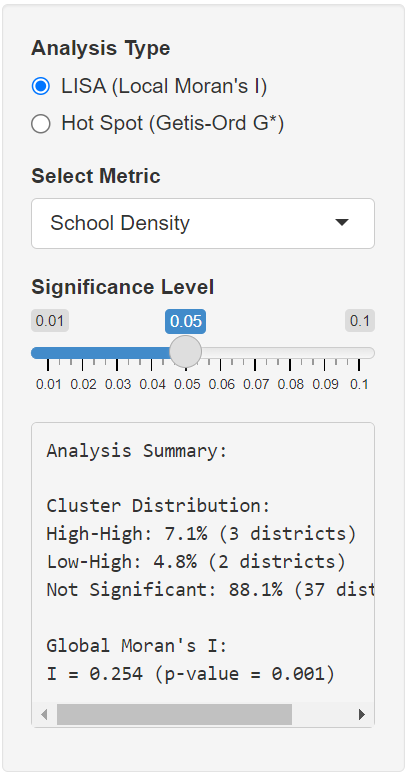 Analysis Type
LISA (Local Moran's I)
Hot Spot (Getis-Ord G*)
Select Metric
School Density
Significance Level
0.01 0.05 0.1
0.01 0.02 0.03 0.04 0.05 0.06 0.07 0.08 0.09 0.1
Analysis Summary:
Cluster Distribution:
High-High: 7.1% (3 districts)
Low-High: 4.8% (2 districts)
Not Significant: 88.1% (37 dist
Global Moran's I:
I = 0.254 (p-value = 0.001)